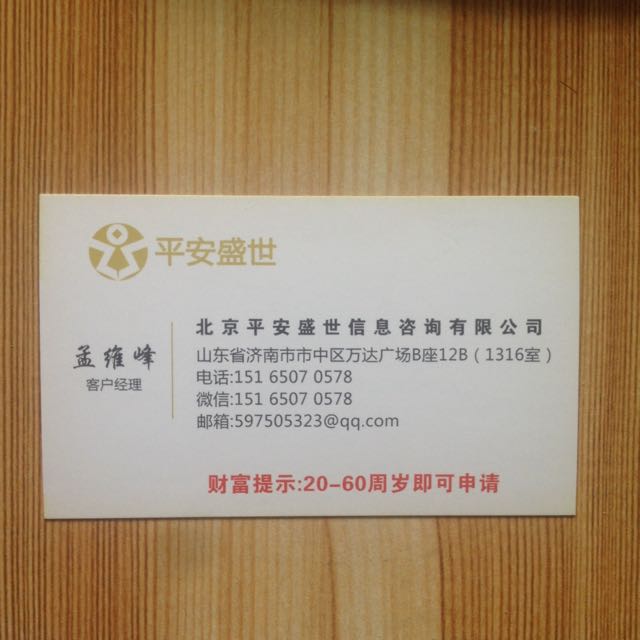 平安盛世
孟维峰
客户经理
北京平安盛世信息咨询有限公司
山东省济南市市中区万达广场B座12B（1316室）
电话:151 6507 0578
微信:151 6507 0578
邮箱:597505323@qq.com
财富提示:20-60周岁即可申请